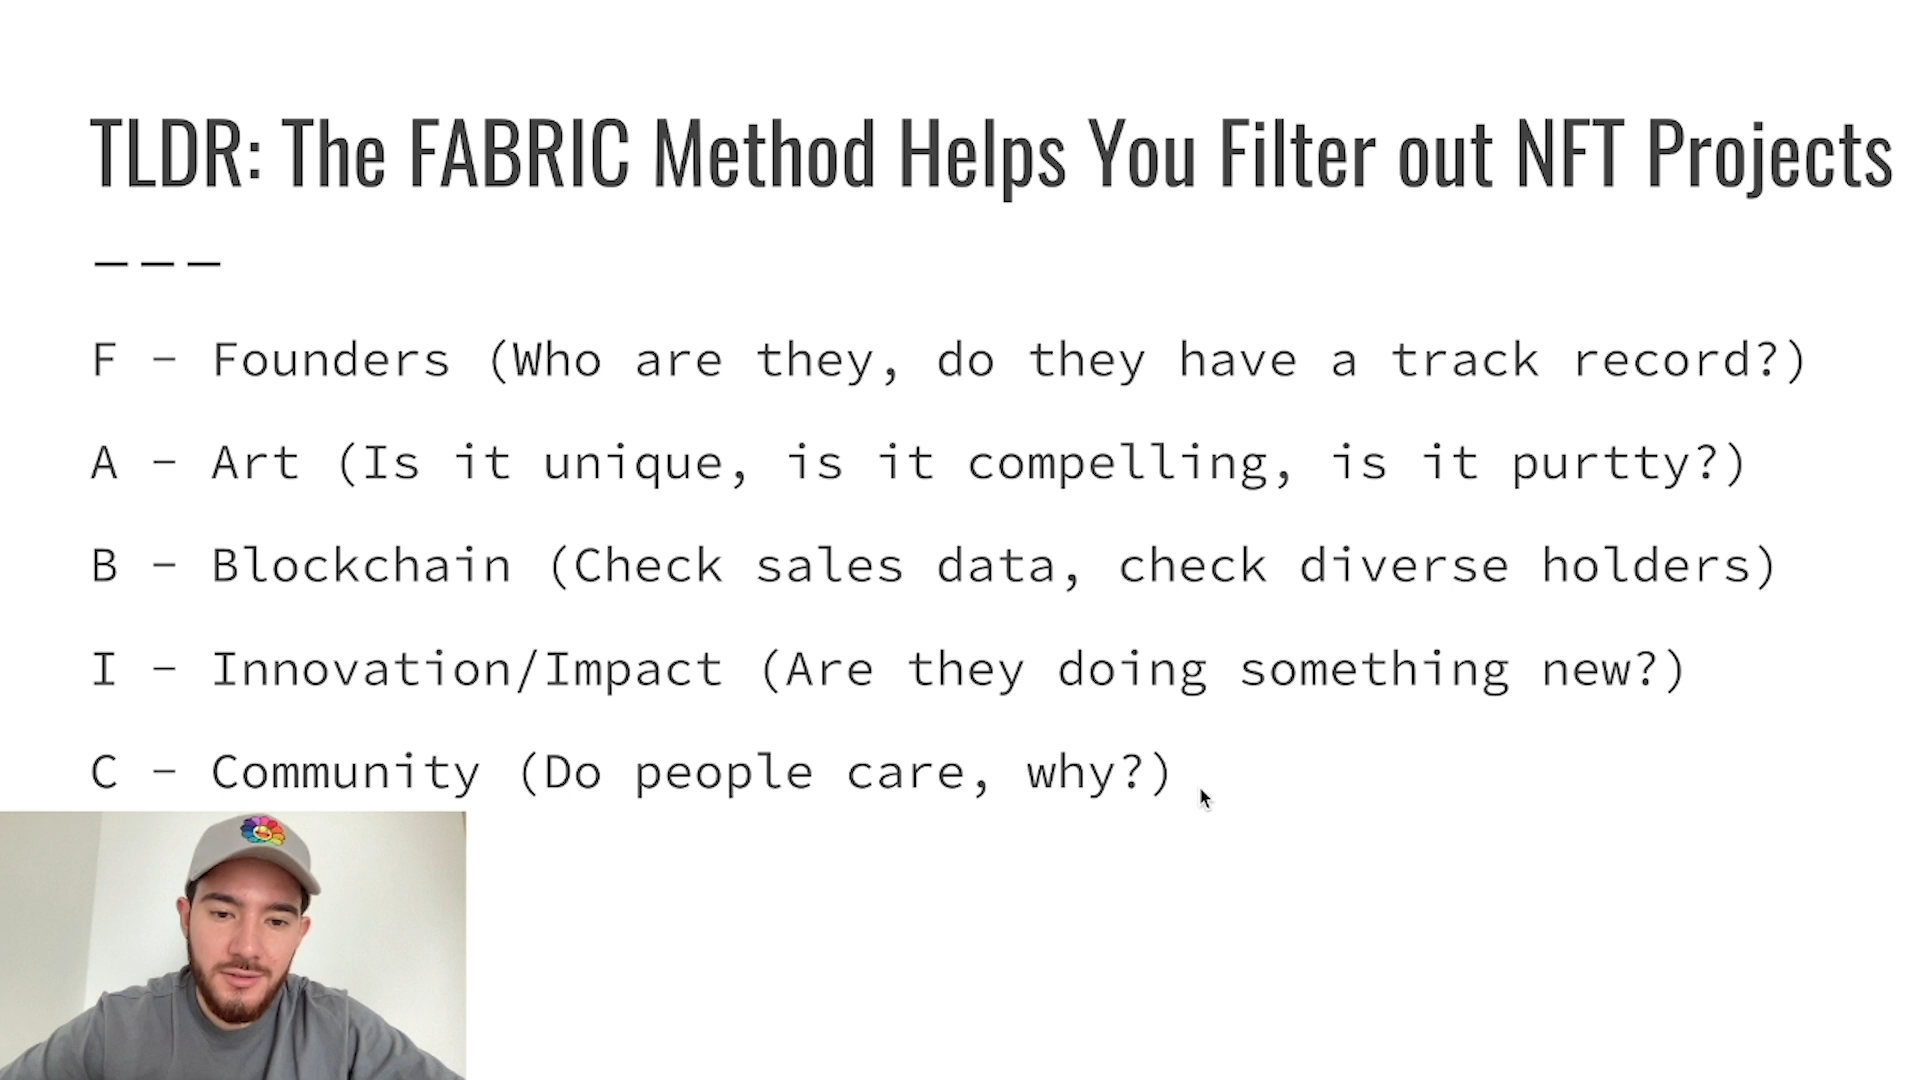 TLDR: The FABRIC Method Helps You Filter out NFT Projects
———
F – Founders (Who are they, do they have a track record?)
A – Art (Is it unique, is it compelling, is it purtty?)
B – Blockchain (Check sales data, check diverse holders)
I – Innovation/Impact (Are they doing something new?)
C – Community (Do people care, why?)